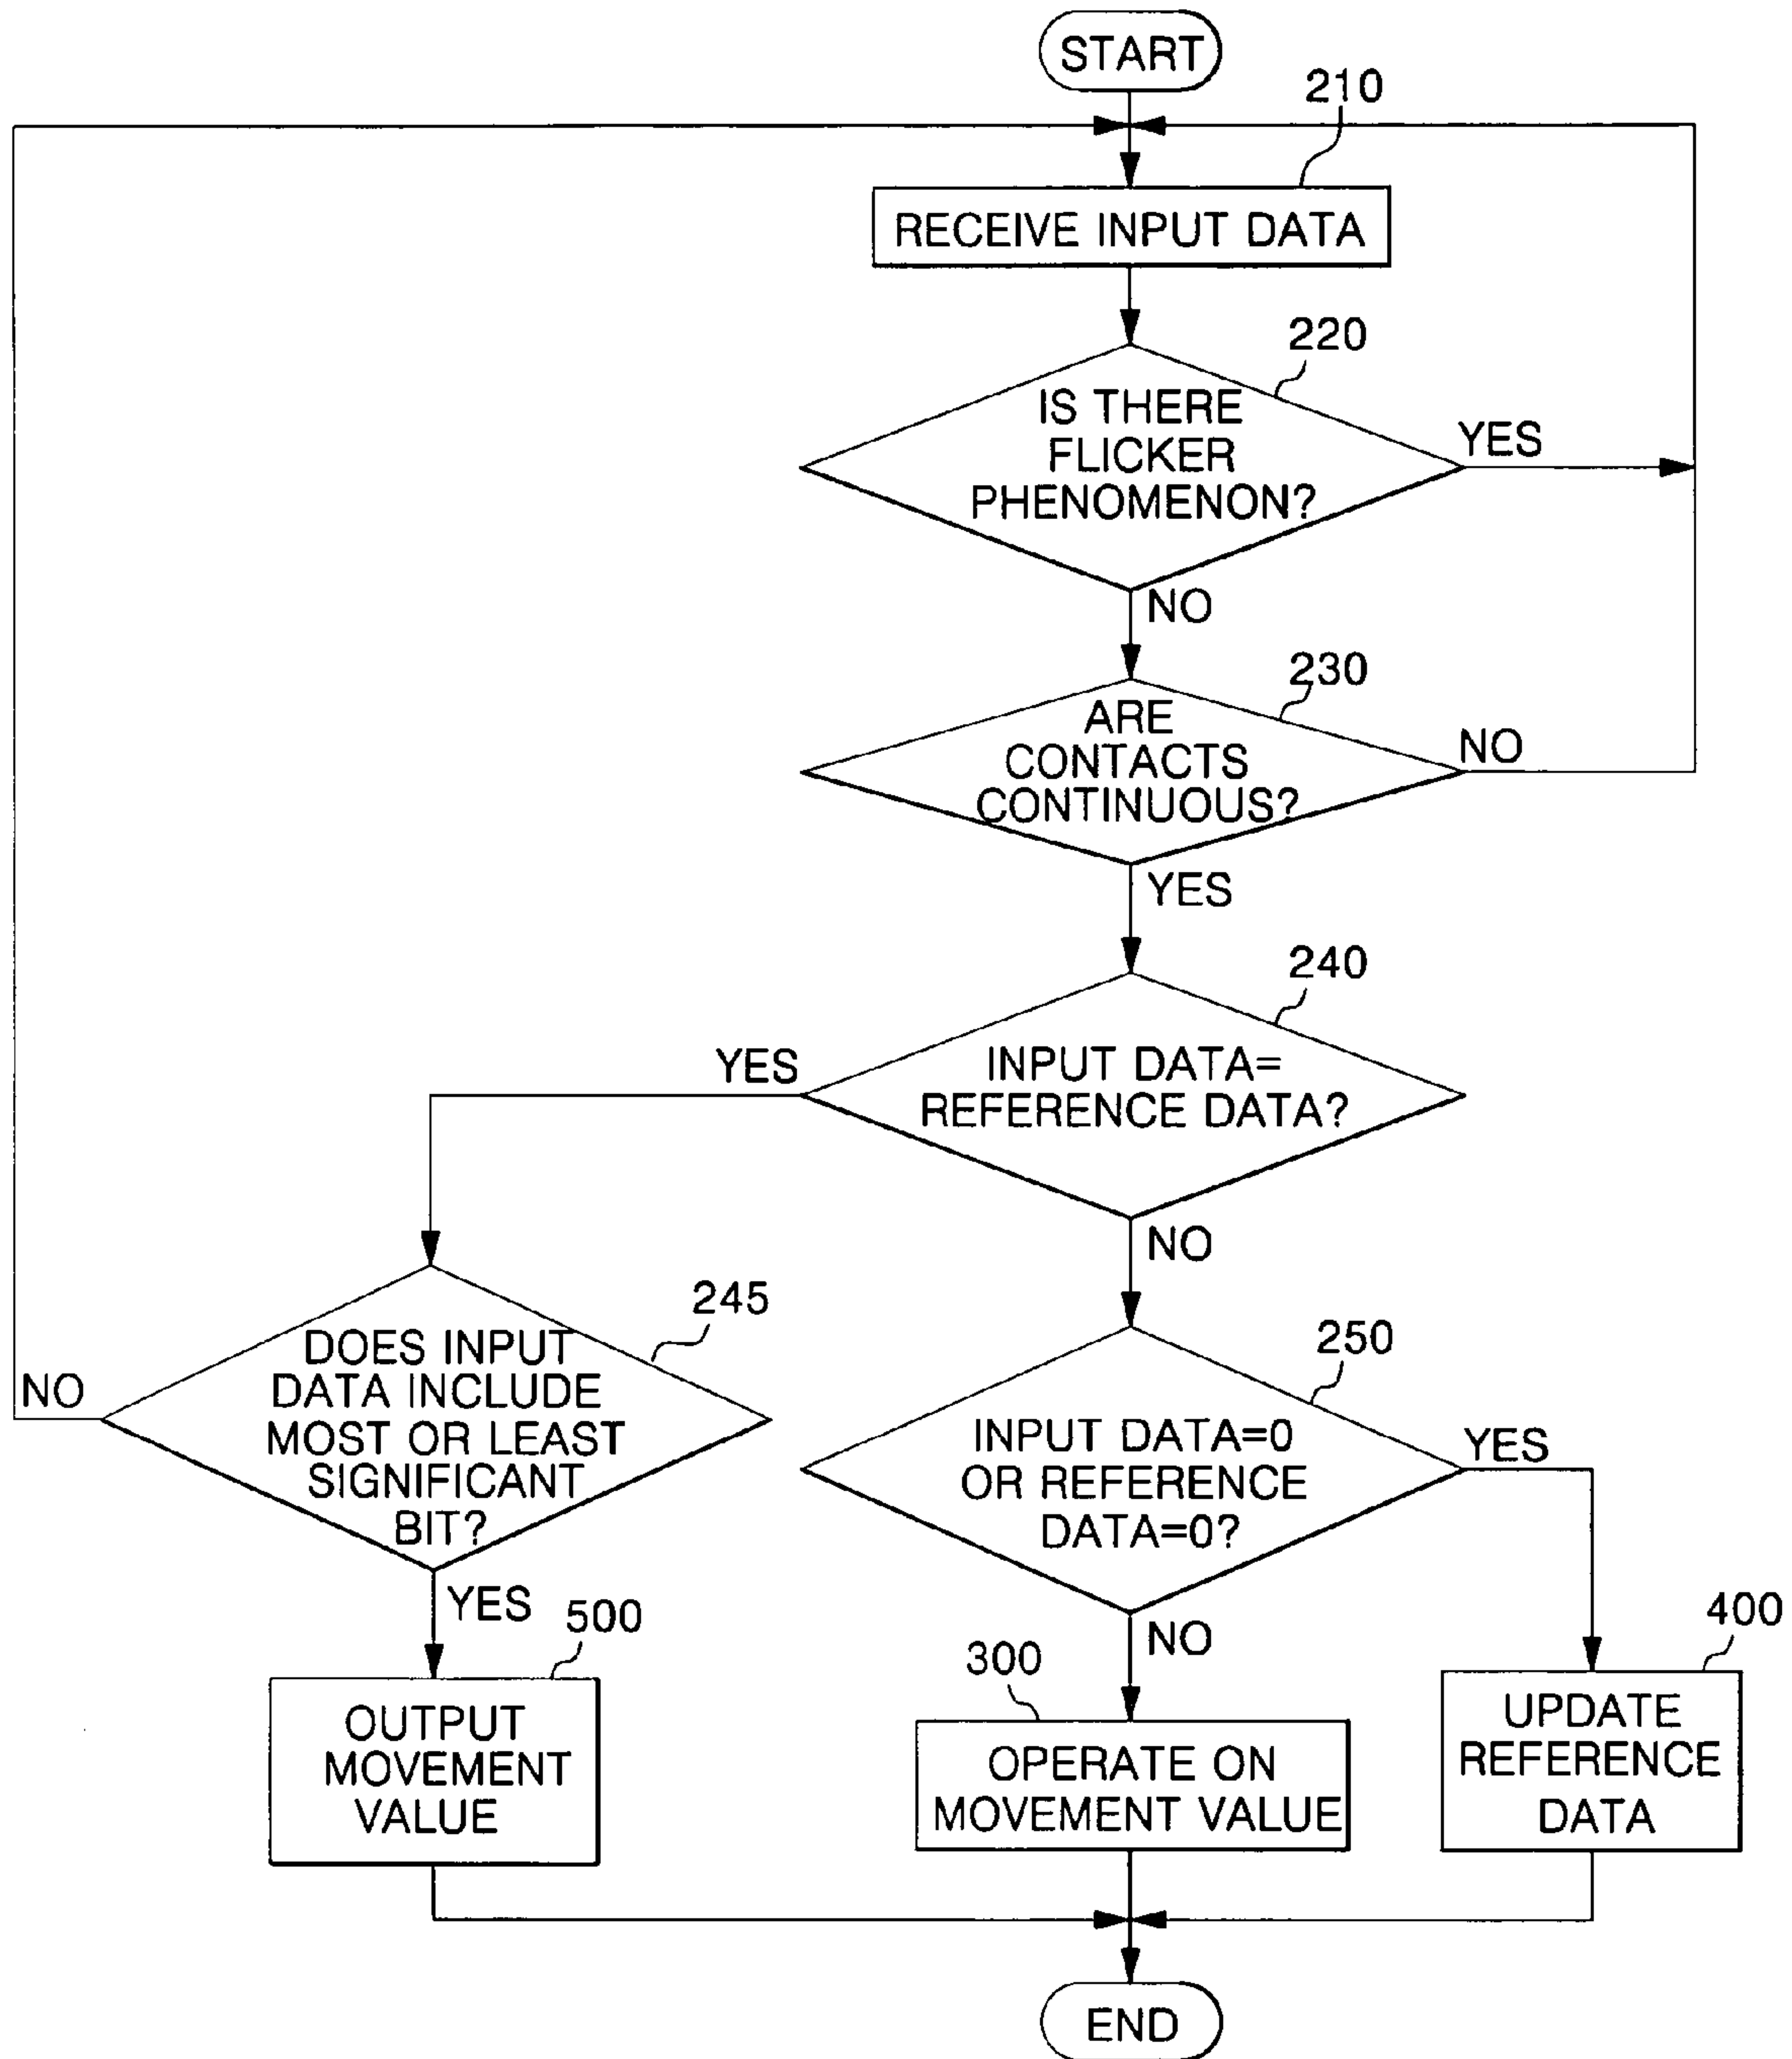 START
210
RECEIVE INPUT DATA
220
IS THERE
FLICKER
PHENOMENON?
YES
NO
230
ARE
CONTACTS
CONTINUOUS?
NO
YES
240
INPUT DATA=
REFERENCE DATA?
YES
NO
245
DOES INPUT
DATA INCLUDE
MOST OR LEAST
SIGNIFICANT
BIT?
NO
YES
250
INPUT DATA=0
OR REFERENCE
DATA=0?
YES
NO
500
OUTPUT
MOVEMENT
VALUE
300
OPERATE ON
MOVEMENT VALUE
400
UPDATE
REFERENCE
DATA
END